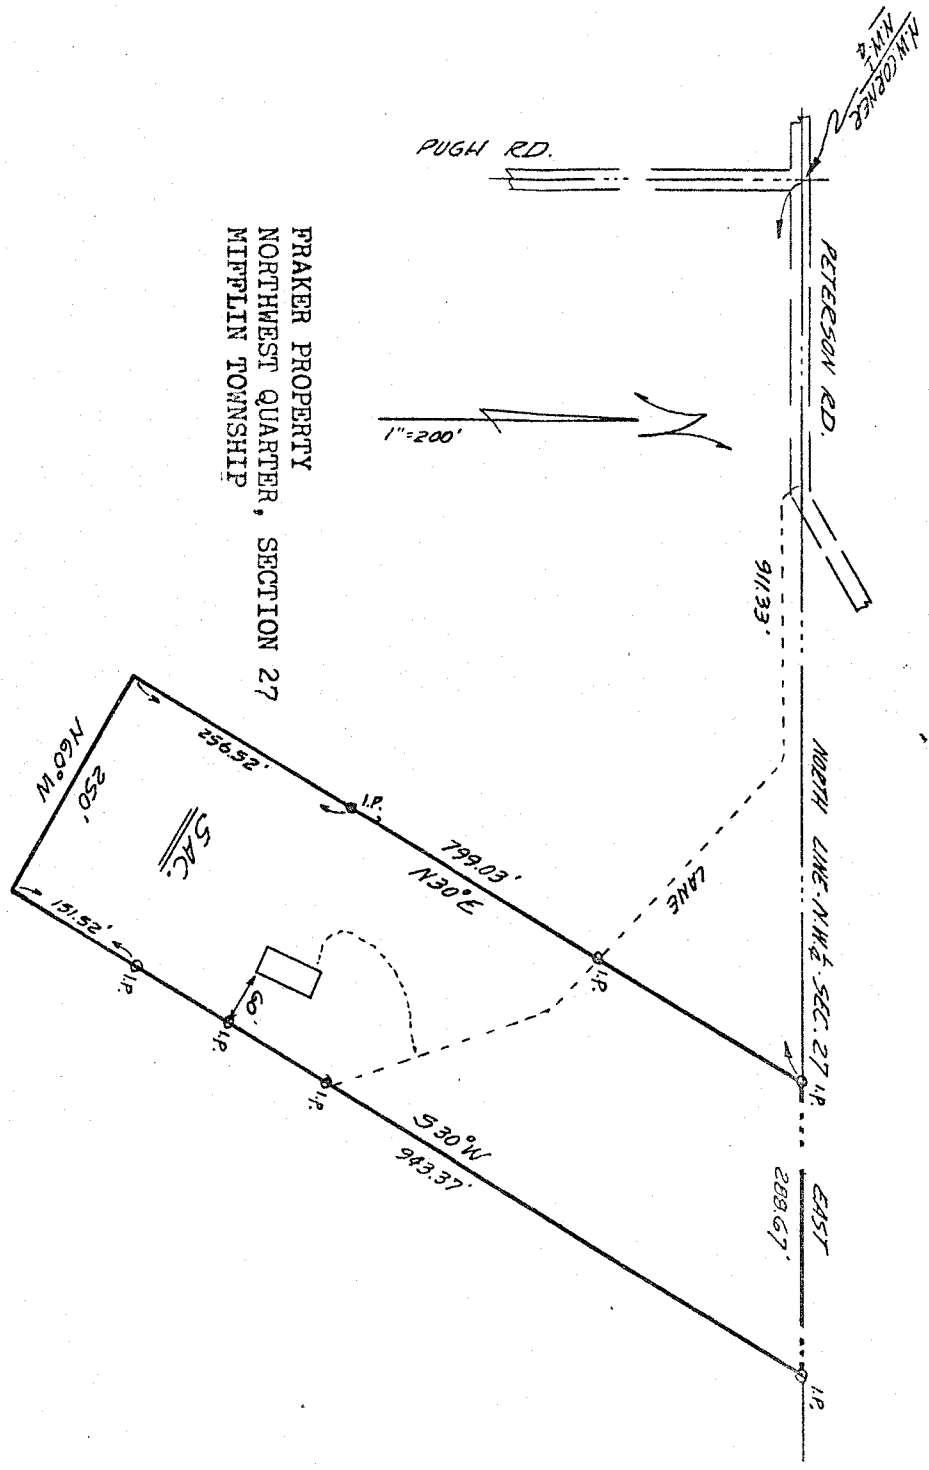 N.W. CORNER
N.W. 1/4
PUGH RD.
PETERSON RD.
1"=200'
FRAKER PROPERTY
NORTHWEST QUARTER, SECTION 27
MIFFLIN TOWNSHIP
911.33'
NORTH LINE-N.W.1/4-SEC. 27
I.P.
EAST
288.67'
I.P.
LANE
I.P.
799.03'
N30°E
I.P.
256.52'
N60°W
250'
5 AC.
60'
151.52'
I.P.
I.P.
I.P.
S30°W
943.37'